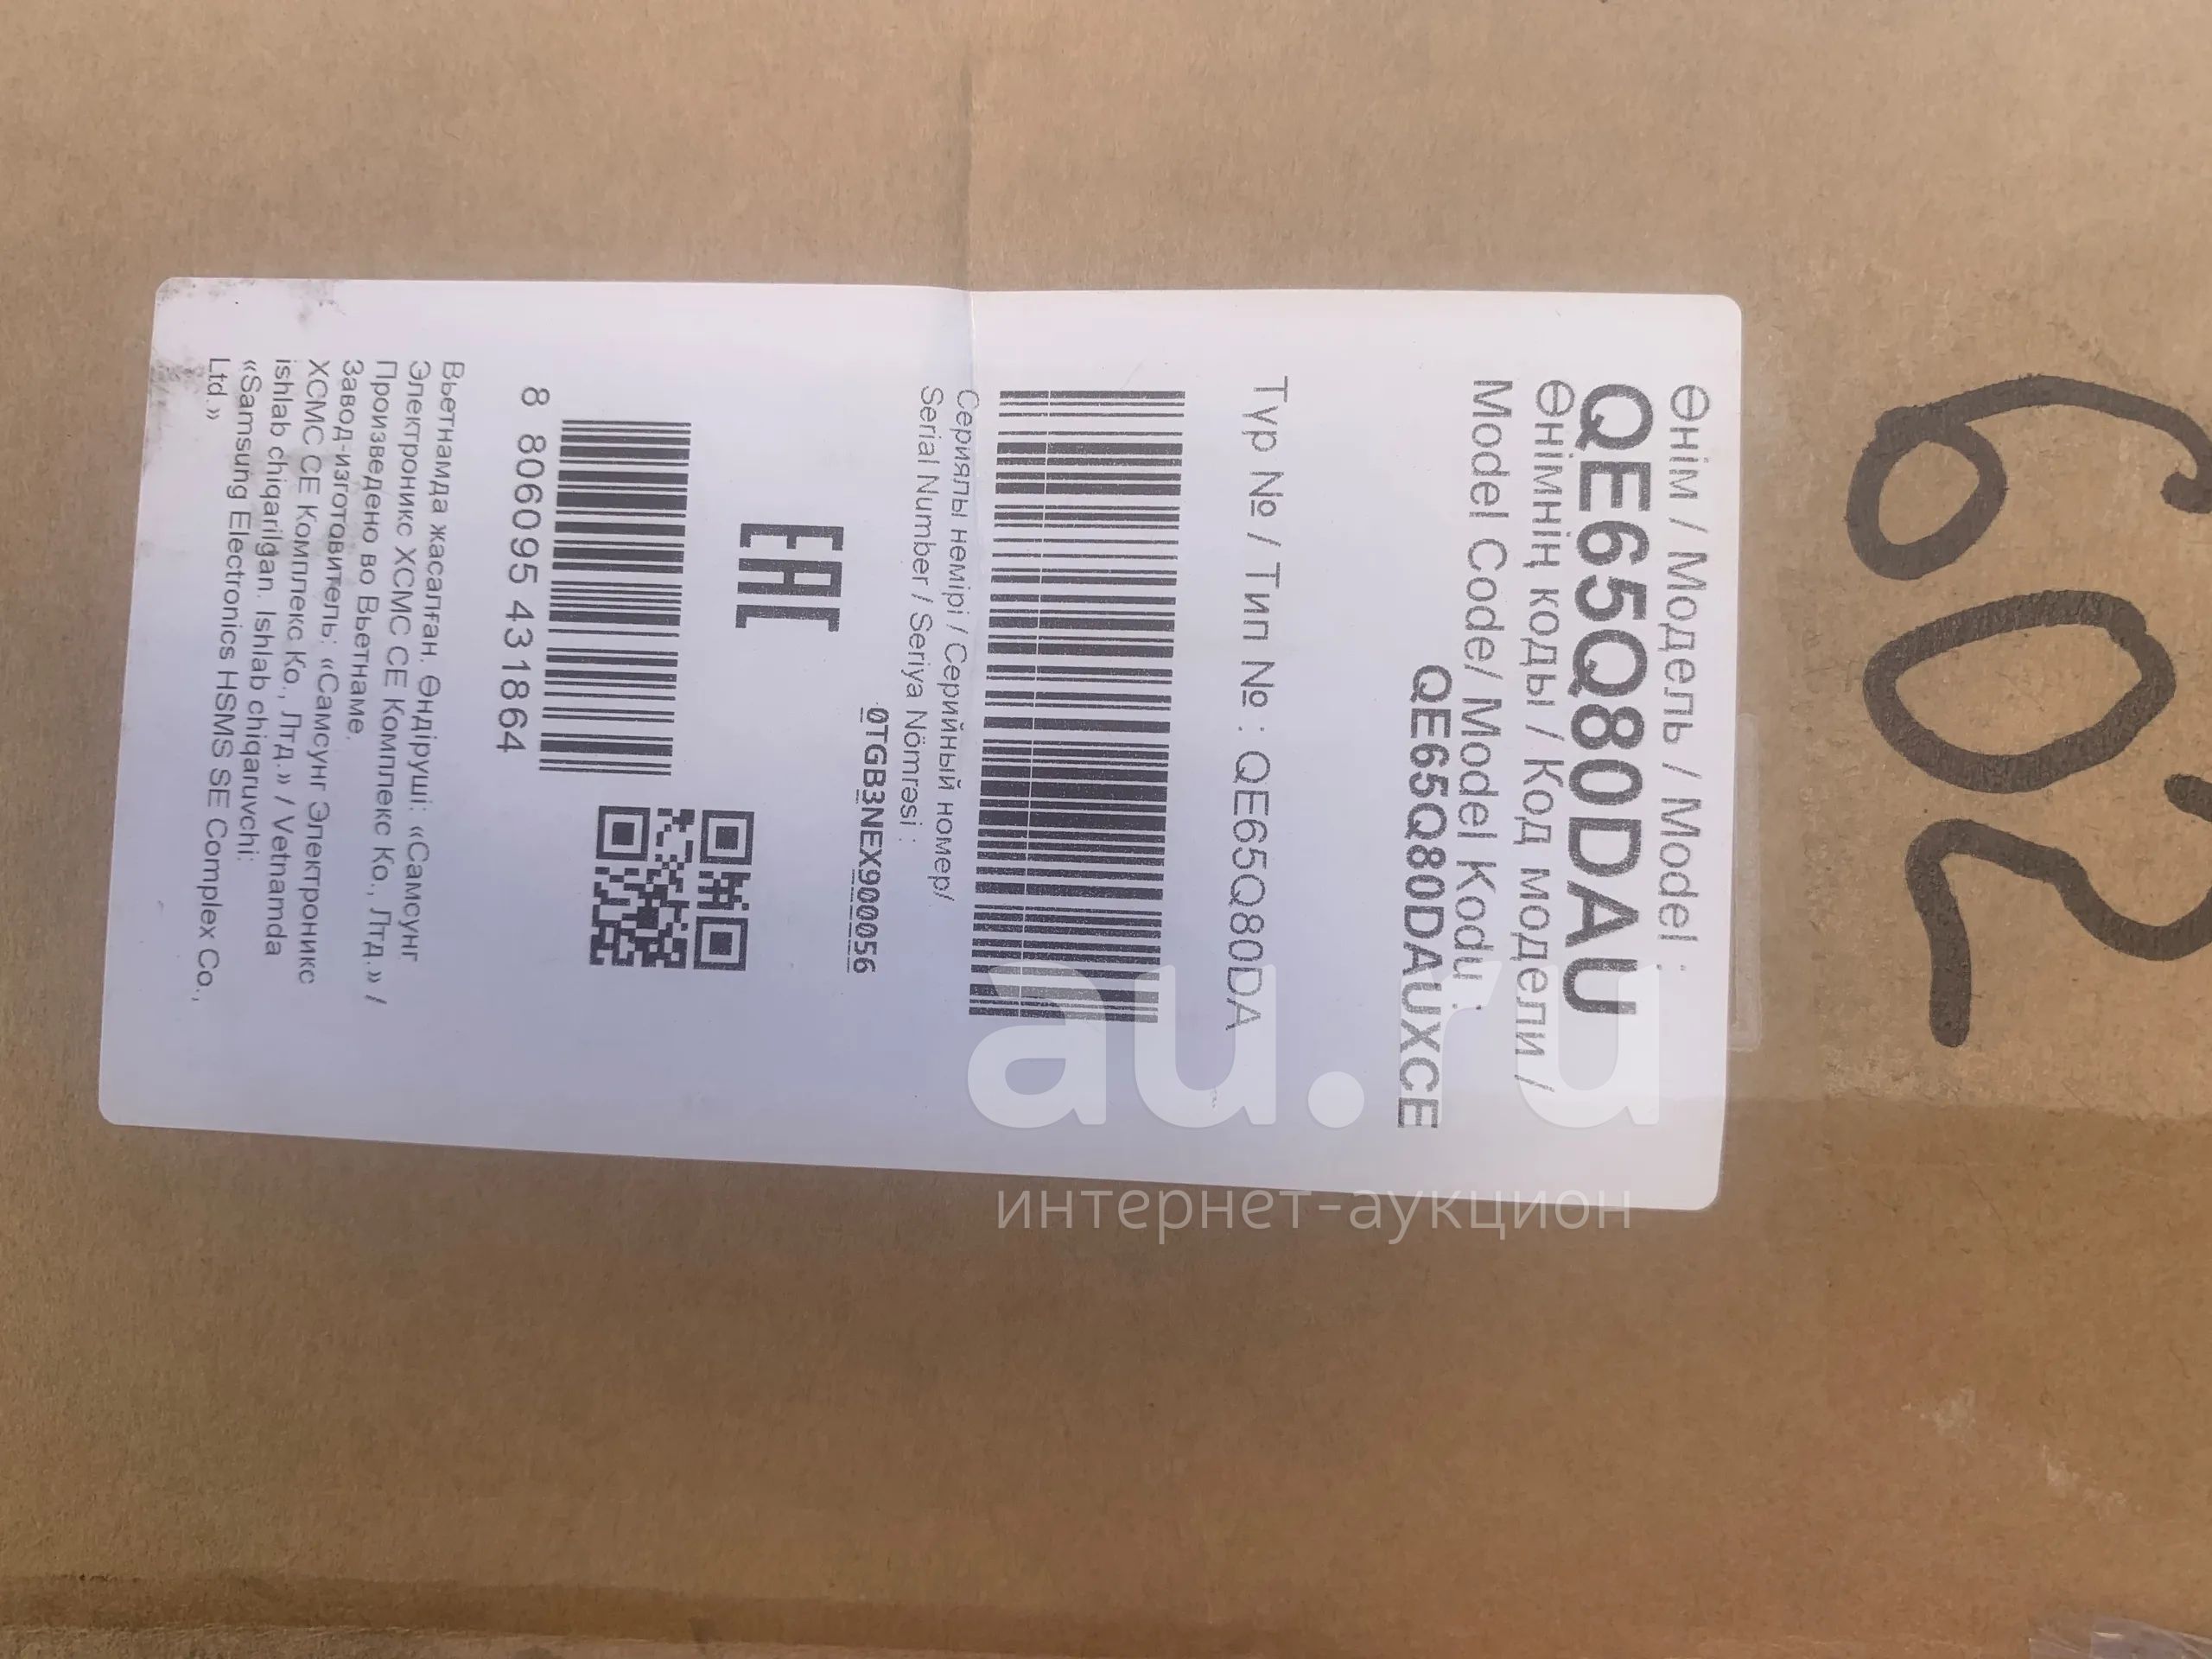 Өнім / Модель / Model :
QE65Q80DAU
Өнімнің коды / Код модели /
Model Code/ Model Kodu :
QE65Q80DAUXCE
Typ № / Тип № : QE65Q80DA
Сериялы немірі / Серийный номер/
Serial Number / Seriya Nömrəsi :
0TGB3NEX900056
EAC
8 806095 431864
Вьетнамда жасалған. Өндіруші: «Самсунг
Электроникс ХСМС СЕ Комплекс Ко., Лтд.» /
Произведено во Вьетнаме.
Завод-изготовитель: «Самсунг Электроникс
ХСМС СЕ Комплекс Ко., Лтд.» / Vetnamda
ishlab chiqarilgan. Ishlab chiqaruvchi:
«Samsung Electronics HSMS SE Complex Co.,
Ltd.»
602
au.ru
интернет-аукцион